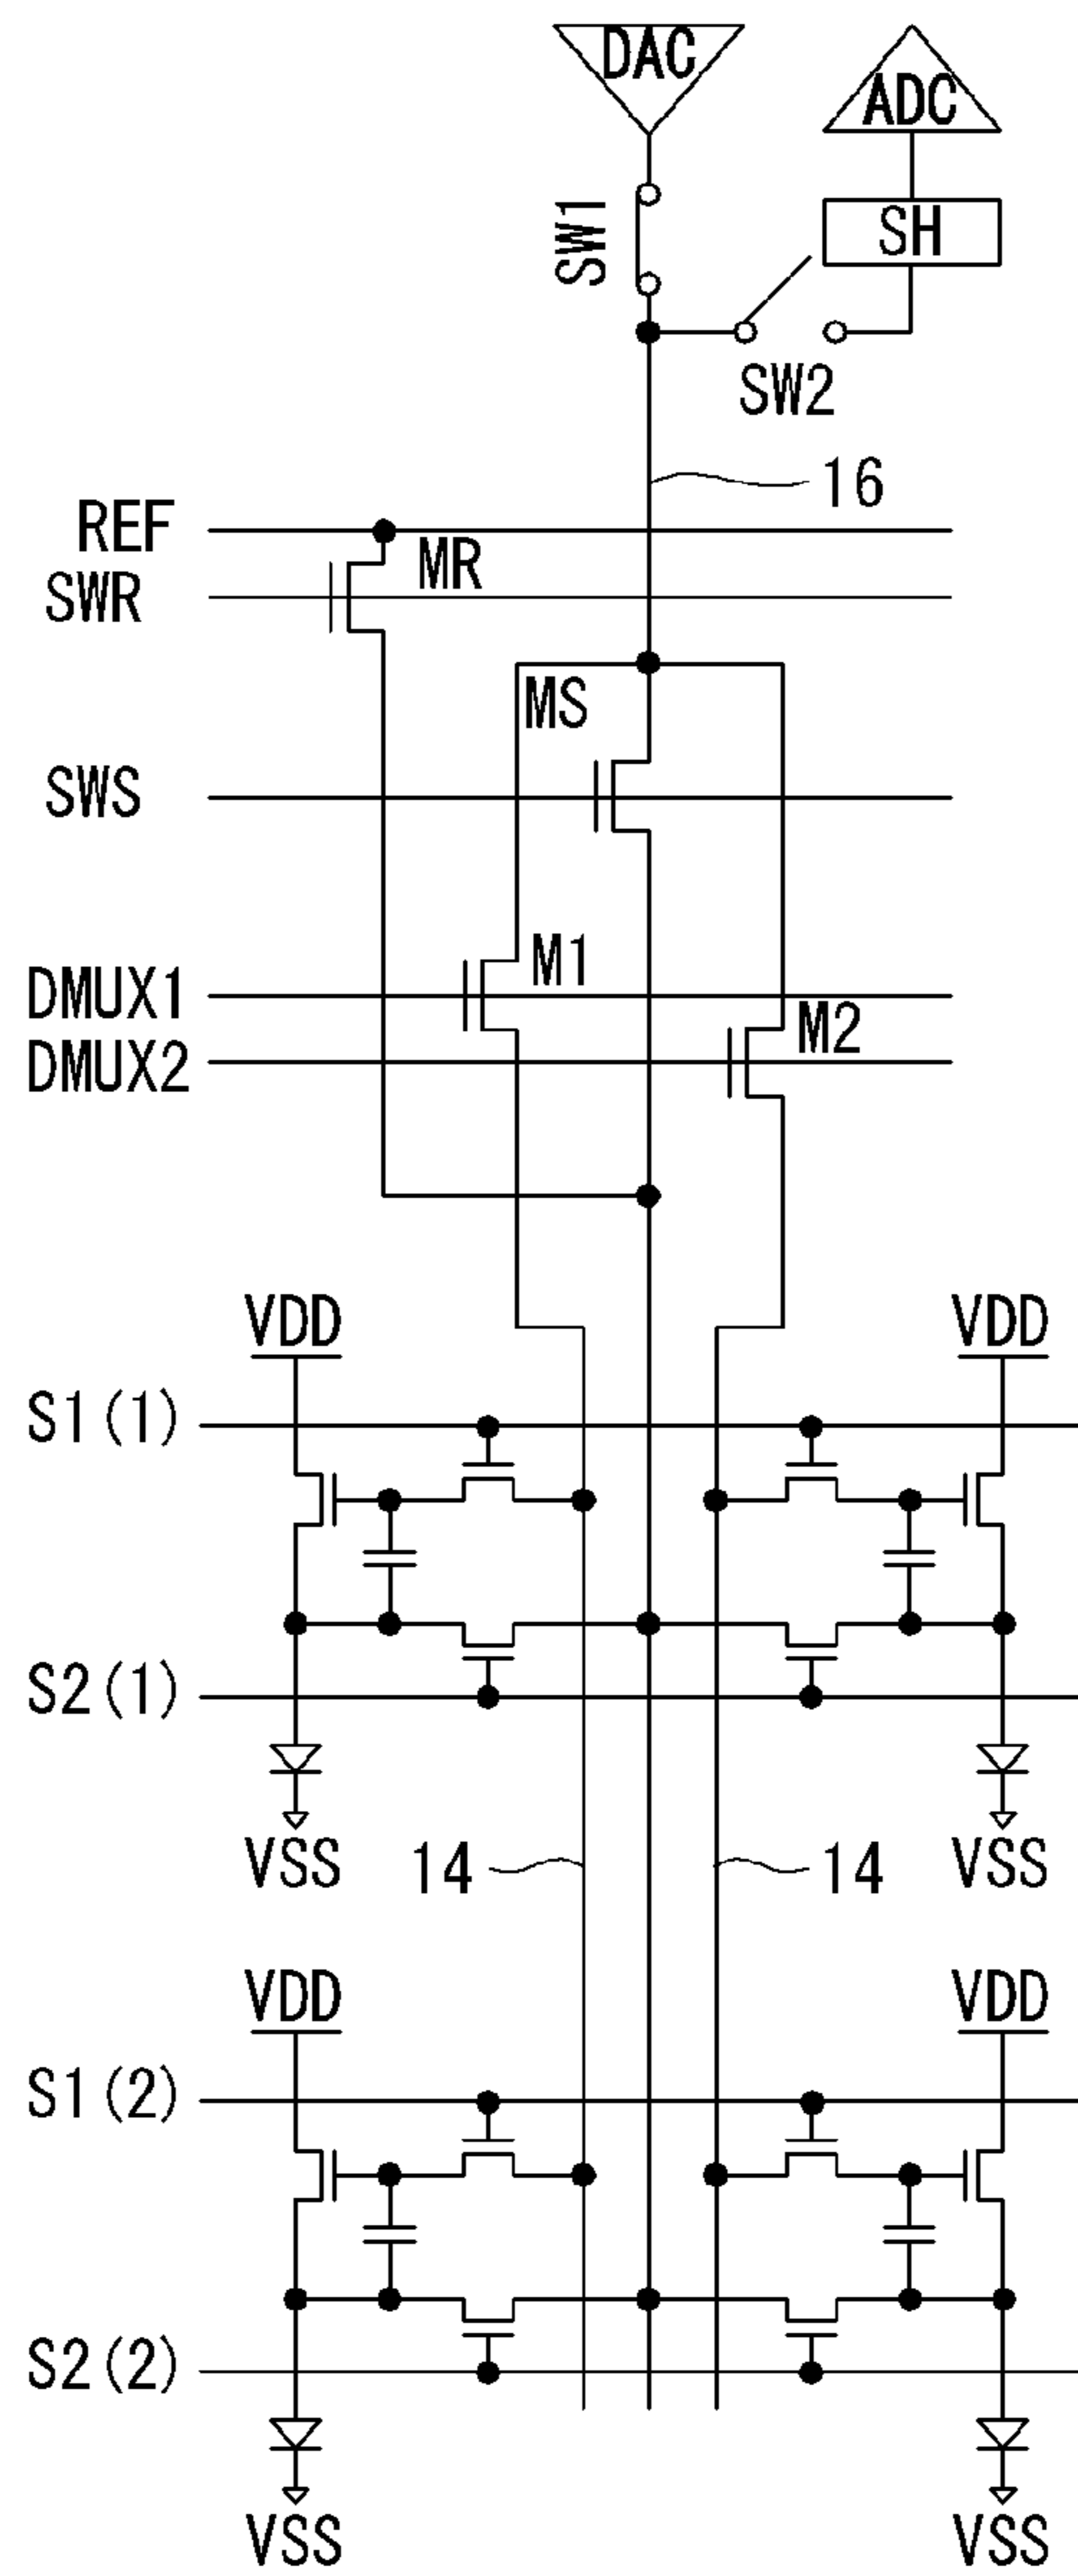 DAC
ADC
SW1
SH
SW2
16
REF
MR
SWR
MS
SWS
M1
DMUX1
M2
DMUX2
VDD VDD
S1(1)
S2(1)
VSS 14 14 VSS
VDD VDD
S1(2)
S2(2)
VSS VSS